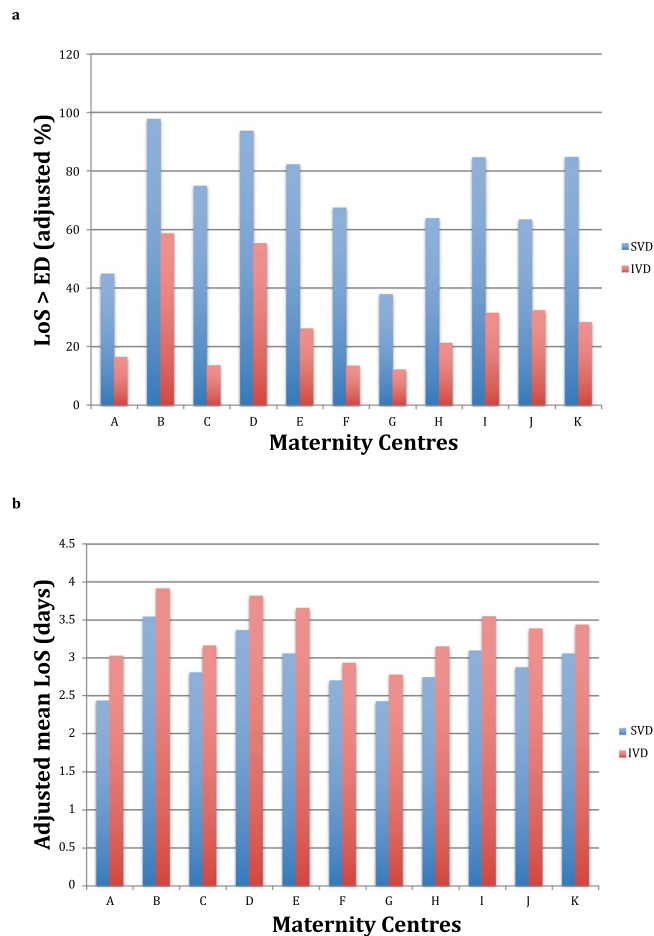 a
120
100
80
60
40
20
0
LoS > ED (adjusted %)
A B C D E F G H I J K
Maternity Centres
SVD
IVD
b
4.5
4
3.5
3
2.5
2
1.5
1
0.5
0
Adjusted mean LoS (days)
A B C D E F G H I J K
Maternity Centres
SVD
IVD